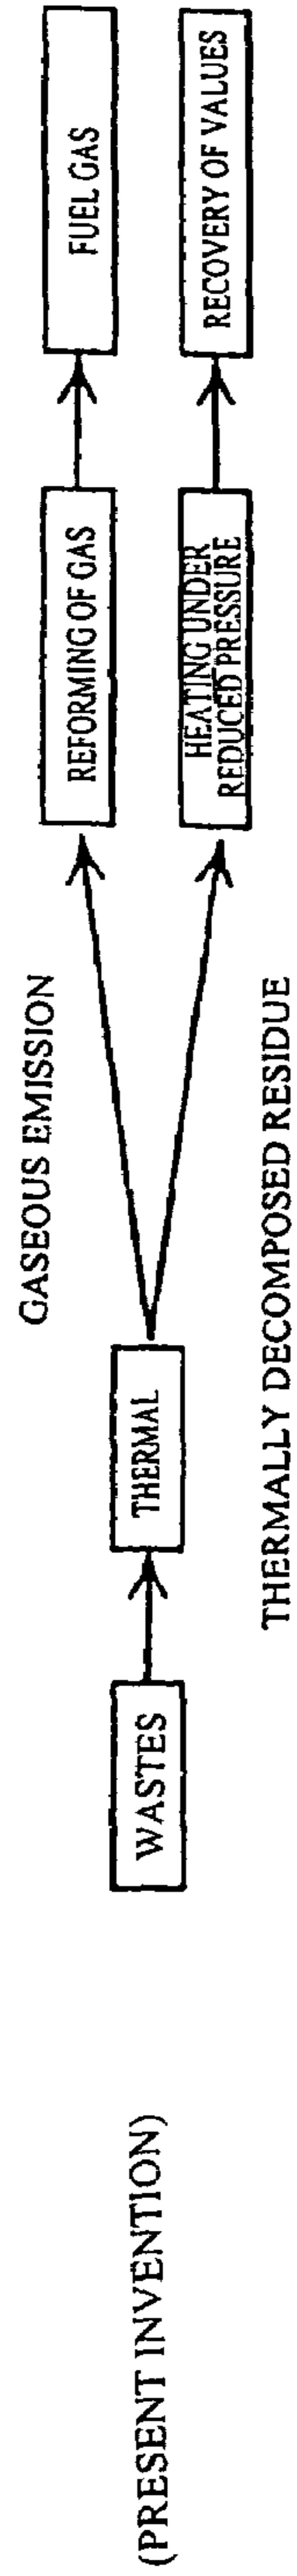 (PRESENT INVENTION)
WASTES
THERMAL
GASEOUS EMISSION
REFORMING OF GAS
FUEL GAS
THERMALLY DECOMPOSED RESIDUE
HEATING UNDER
REDUCED PRESSURE
RECOVERY OF VALUES